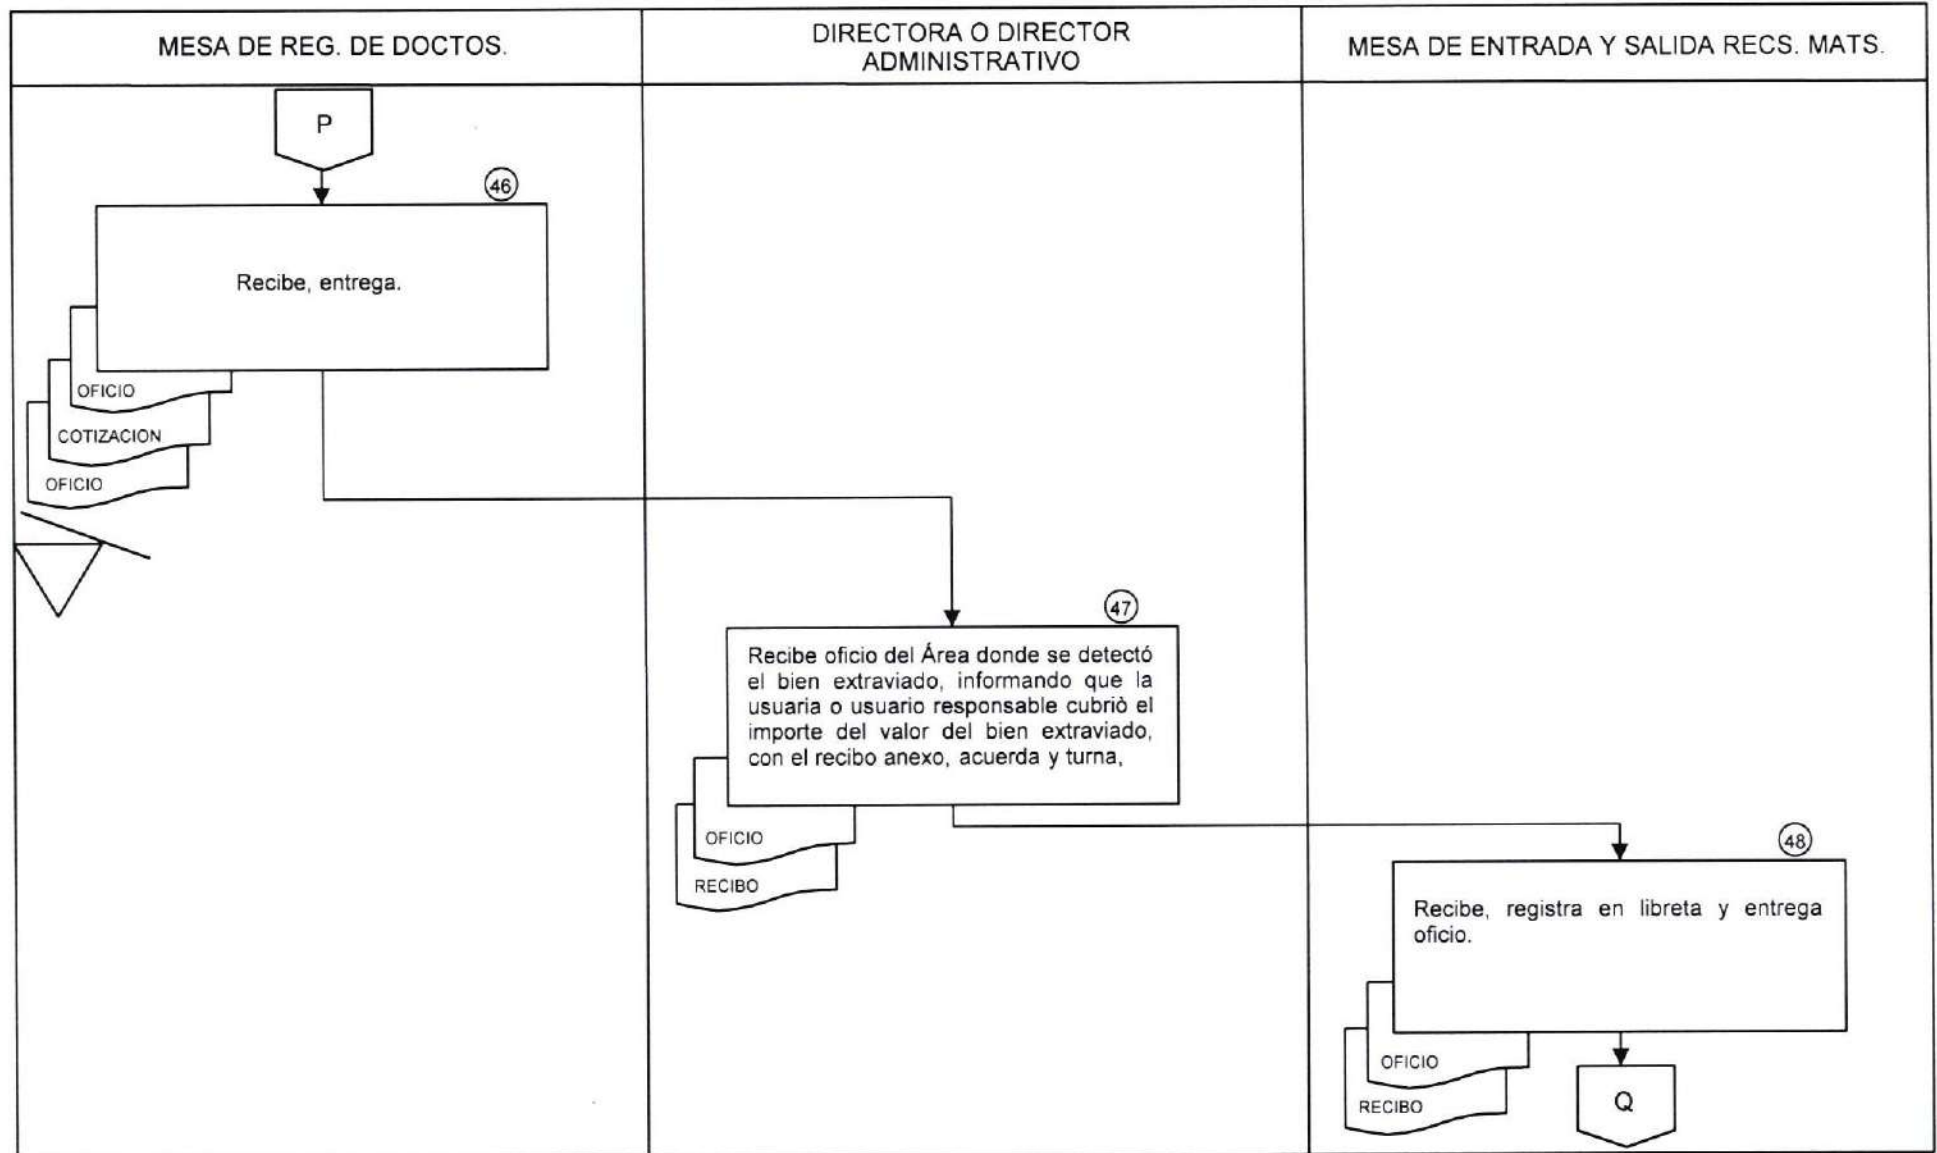 MESA DE REG. DE DOCTOS.
DIRECTORA O DIRECTOR
ADMINISTRATIVO
MESA DE ENTRADA Y SALIDA RECS. MATS.
P
46
Recibe, entrega.
OFICIO
COTIZACION
OFICIO
47
Recibe oficio del Área donde se detectó
el bien extraviado, informando que la
usuaria o usuario responsable cubriò el
importe del valor del bien extraviado,
con el recibo anexo, acuerda y turna,
OFICIO
RECIBO
48
Recibe, registra en libreta y entrega
oficio.
OFICIO
RECIBO
Q